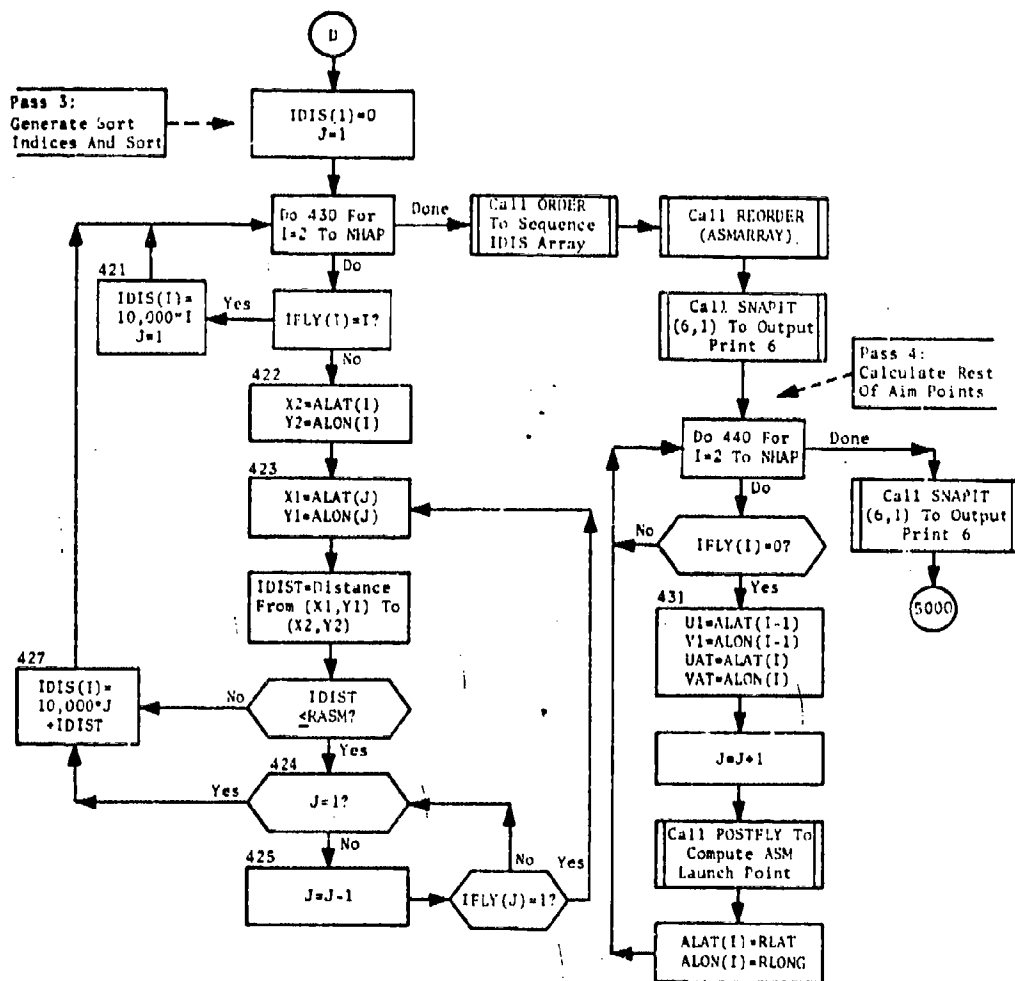 D
Pass 3:
Generate Sort
Indices And Sort
IDIS(1)=0
J=1
Do 430 For
I=2 To NHAP
Done
Call ORDER
To Sequence
IDIS Array
Call REORDER
(ASMARRAY)
Do
421
IDIS(I)=
10,000*I
J=1
Yes
IFLY(I)=I?
No
Call SNAPIT
(6,1) To Output
Print 6
Pass 4:
Calculate Rest
Of Aim Points
422
X2=ALAT(I)
Y2=ALON(I)
423
X1=ALAT(J)
Y1=ALON(J)
Do 440 For
I=2 To NHAP
Done
Do
Call SNAPIT
(6,1) To Output
Print 6
No
IFLY(I)=0?
Yes
5000
IDIST=Distance
From (X1,Y1) To
(X2,Y2)
431
U1=ALAT(I-1)
V1=ALON(I-1)
UAT=ALAT(I)
VAT=ALON(I)
427
IDIS(I)=
10,000*J
+IDIST
No
IDIST
≤RASM?
Yes
J=J+1
424
J=1?
Yes
No
Call POSTFLY To
Compute ASM
Launch Point
425
J=J-1
No
Yes
IFLY(J)=1?
ALAT(I)=RLAT
ALON(I)=RLONG